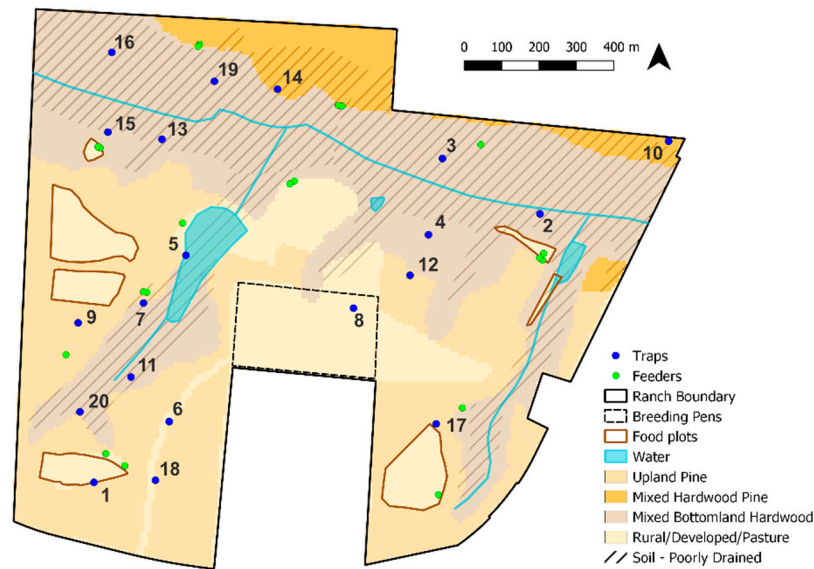 16
19
14
0 100 200 300 400 m
15
13
3
10
2
4
5
12
7
9
8
11
20
6
17
18
1
Traps
Feeders
Ranch Boundary
Breeding Pens
Food plots
Water
Upland Pine
Mixed Hardwood Pine
Mixed Bottomland Hardwood
Rural/Developed/Pasture
Soil - Poorly Drained